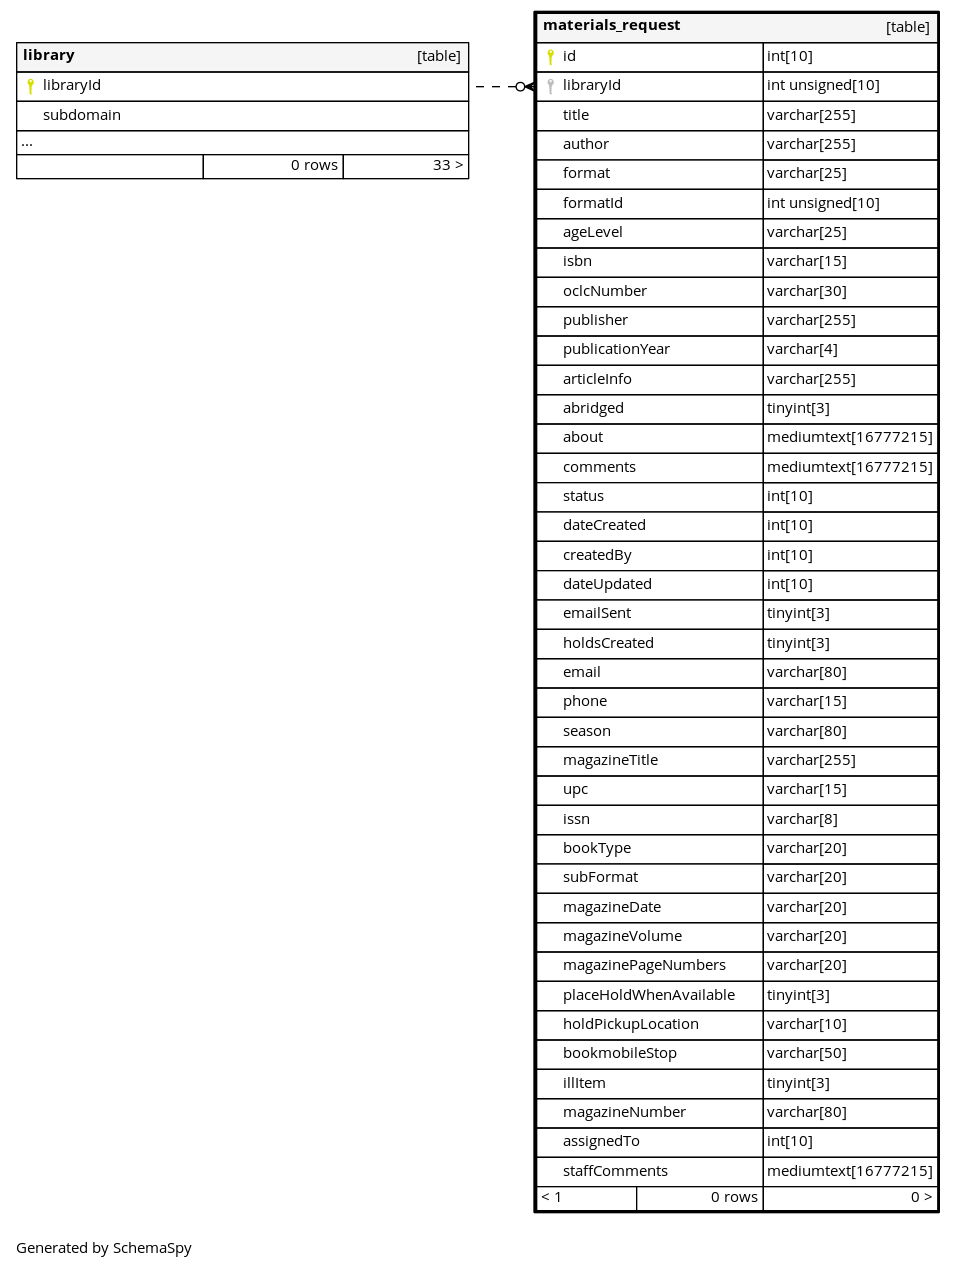 library [table]
libraryId
subdomain
...
0 rows 33 >
materials_request [table]
id int[10]
libraryId int unsigned[10]
title varchar[255]
author varchar[255]
format varchar[25]
formatId int unsigned[10]
ageLevel varchar[25]
isbn varchar[15]
oclcNumber varchar[30]
publisher varchar[255]
publicationYear varchar[4]
articleInfo varchar[255]
abridged tinyint[3]
about mediumtext[16777215]
comments mediumtext[16777215]
status int[10]
dateCreated int[10]
createdBy int[10]
dateUpdated int[10]
emailSent tinyint[3]
holdsCreated tinyint[3]
email varchar[80]
phone varchar[15]
season varchar[80]
magazineTitle varchar[255]
upc varchar[15]
issn varchar[8]
bookType varchar[20]
subFormat varchar[20]
magazineDate varchar[20]
magazineVolume varchar[20]
magazinePageNumbers varchar[20]
placeHoldWhenAvailable tinyint[3]
holdPickupLocation varchar[10]
bookmobileStop varchar[50]
illItem tinyint[3]
magazineNumber varchar[80]
assignedTo int[10]
staffComments mediumtext[16777215]
< 1 0 rows 0 >
Generated by SchemaSpy